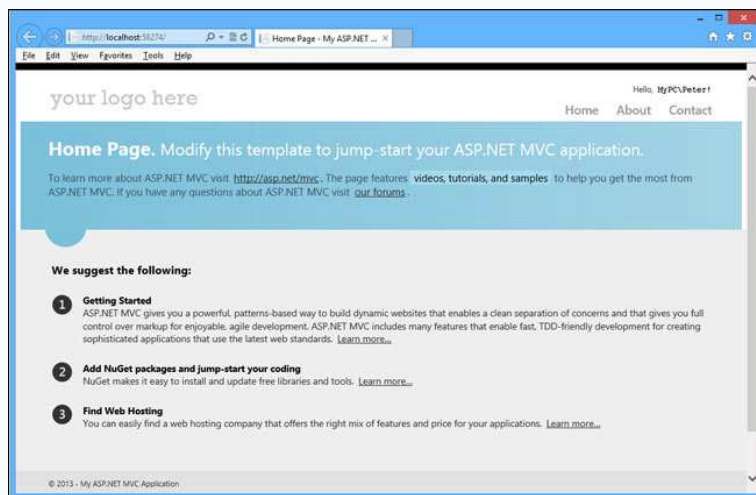 http://localhost:58274/
Home Page - My ASP.NET ...
File Edit View Favorites Tools Help
Hello, MyPC\Peter!
your logo here
Home About Contact
Home Page. Modify this template to jump-start your ASP.NET MVC application.
To learn more about ASP.NET MVC visit http://asp.net/mvc. The page features videos, tutorials, and samples to help you get the most from
ASP.NET MVC. If you have any questions about ASP.NET MVC visit our forums.
We suggest the following:
1 Getting Started
ASP.NET MVC gives you a powerful, patterns-based way to build dynamic websites that enables a clean separation of concerns and that gives you full
control over markup for enjoyable, agile development. ASP.NET MVC includes many features that enable fast, TDD-friendly development for creating
sophisticated applications that use the latest web standards. Learn more...
2 Add NuGet packages and jump-start your coding
NuGet makes it easy to install and update free libraries and tools. Learn more...
3 Find Web Hosting
You can easily find a web hosting company that offers the right mix of features and price for your applications. Learn more...
© 2013 - My ASP.NET MVC Application